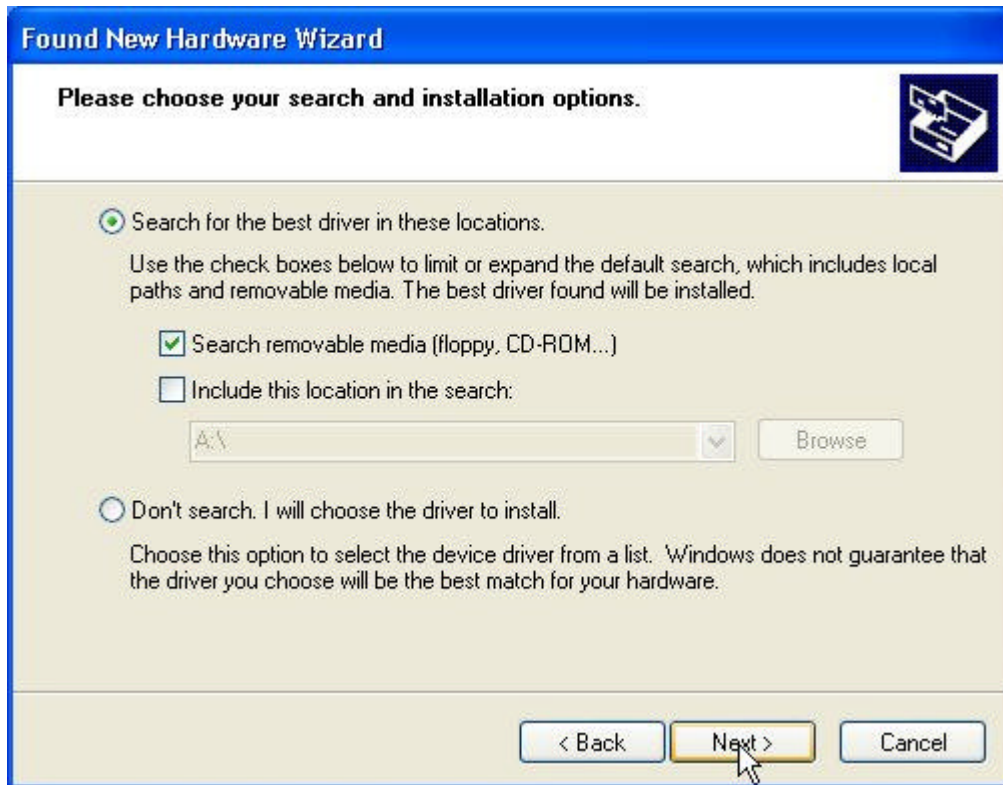 Found New Hardware Wizard
Please choose your search and installation options.
Search for the best driver in these locations.
Use the check boxes below to limit or expand the default search, which includes local
paths and removable media. The best driver found will be installed.
Search removable media (floppy, CD-ROM...)
Include this location in the search:
A:\
Browse
Don't search. I will choose the driver to install.
Choose this option to select the device driver from a list.  Windows does not guarantee that
the driver you choose will be the best match for your hardware.
< Back
Next >
Cancel